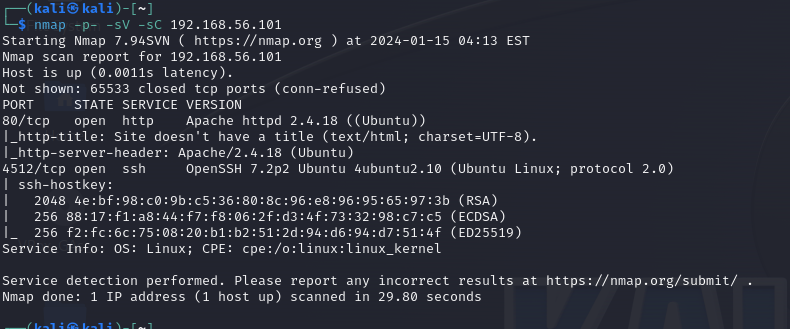 ┌──(kali㉿kali)-[~]
└─$ nmap -p- -sV -sC 192.168.56.101
Starting Nmap 7.94SVN ( https://nmap.org ) at 2024-01-15 04:13 EST
Nmap scan report for 192.168.56.101
Host is up (0.0011s latency).
Not shown: 65533 closed tcp ports (conn-refused)
PORT     STATE SERVICE VERSION
80/tcp   open  http    Apache httpd 2.4.18 ((Ubuntu))
|_http-title: Site doesn't have a title (text/html; charset=UTF-8).
|_http-server-header: Apache/2.4.18 (Ubuntu)
4512/tcp open  ssh     OpenSSH 7.2p2 Ubuntu 4ubuntu2.10 (Ubuntu Linux; protocol 2.0)
| ssh-hostkey:
|   2048 4e:bf:98:c0:9b:c5:36:80:8c:96:e8:96:95:65:97:3b (RSA)
|   256 88:17:f1:a8:44:f7:f8:06:2f:d3:4f:73:32:98:c7:c5 (ECDSA)
|_  256 f2:fc:6c:75:08:20:b1:b2:51:2d:94:d6:94:d7:51:4f (ED25519)
Service Info: OS: Linux; CPE: cpe:/o:linux:linux_kernel

Service detection performed. Please report any incorrect results at https://nmap.org/submit/ .
Nmap done: 1 IP address (1 host up) scanned in 29.80 seconds

┌──(kali㉿kali)-[~]